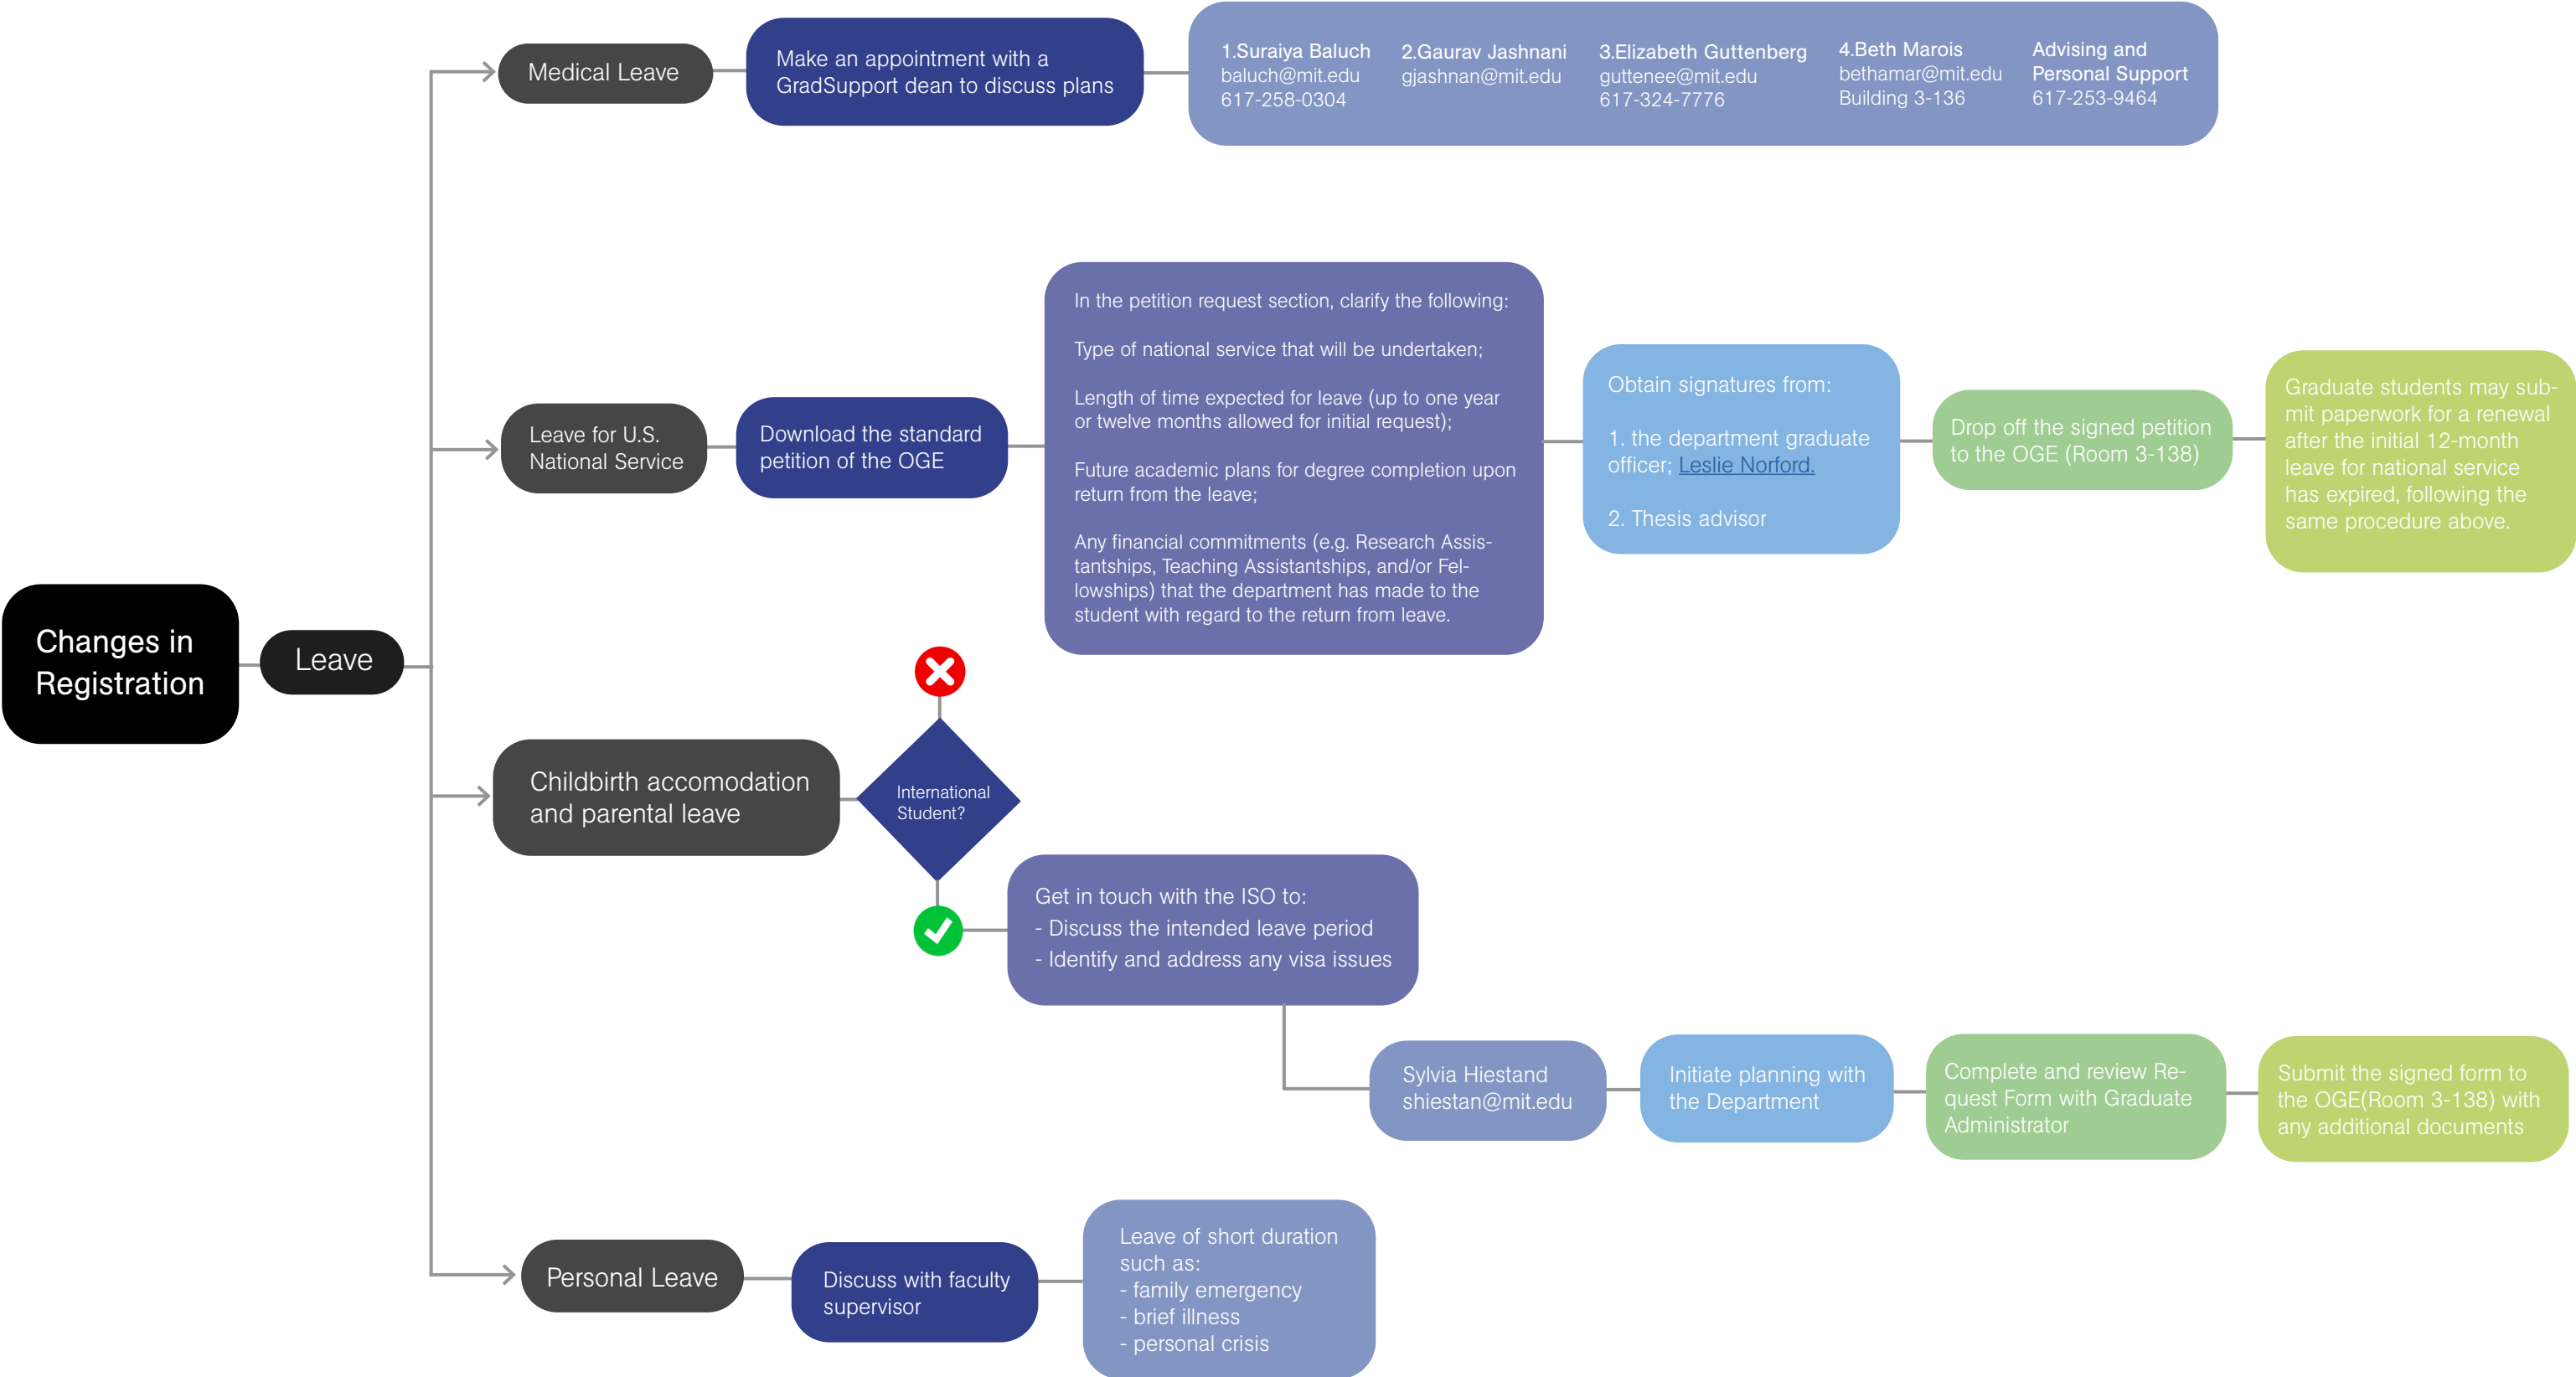 Changes in
Registration
Leave
Medical Leave
Make an appointment with a
GradSupport dean to discuss plans
1.Suraiya Baluch
baluch@mit.edu
617-258-0304
2.Gaurav Jashnani
gjashnan@mit.edu
3.Elizabeth Guttenberg
guttenee@mit.edu
617-324-7776
4.Beth Marois
bethamar@mit.edu
Building 3-136
Advising and
Personal Support
617-253-9464
Leave for U.S.
National Service
Download the standard
petition of the OGE
In the petition request section, clarify the following:
Type of national service that will be undertaken;
Length of time expected for leave (up to one year
or twelve months allowed for initial request);
Future academic plans for degree completion upon
return from the leave;
Any financial commitments (e.g. Research Assis-
tantships, Teaching Assistantships, and/or Fel-
lowships) that the department has made to the
student with regard to the return from leave.
Obtain signatures from:
1. the department graduate
officer; Leslie Norford.
2. Thesis advisor
Drop off the signed petition
to the OGE (Room 3-138)
Graduate students may sub-
mit paperwork for a renewal
after the initial 12-month
leave for national service
has expired, following the
same procedure above.
Childbirth accomodation
and parental leave
International
Student?
Get in touch with the ISO to:
- Discuss the intended leave period
- Identify and address any visa issues
Sylvia Hiestand
shiestan@mit.edu
Initiate planning with
the Department
Complete and review Re-
quest Form with Graduate
Administrator
Submit the signed form to
the OGE(Room 3-138) with
any additional documents
Personal Leave
Discuss with faculty
supervisor
Leave of short duration
such as:
- family emergency
- brief illness
- personal crisis